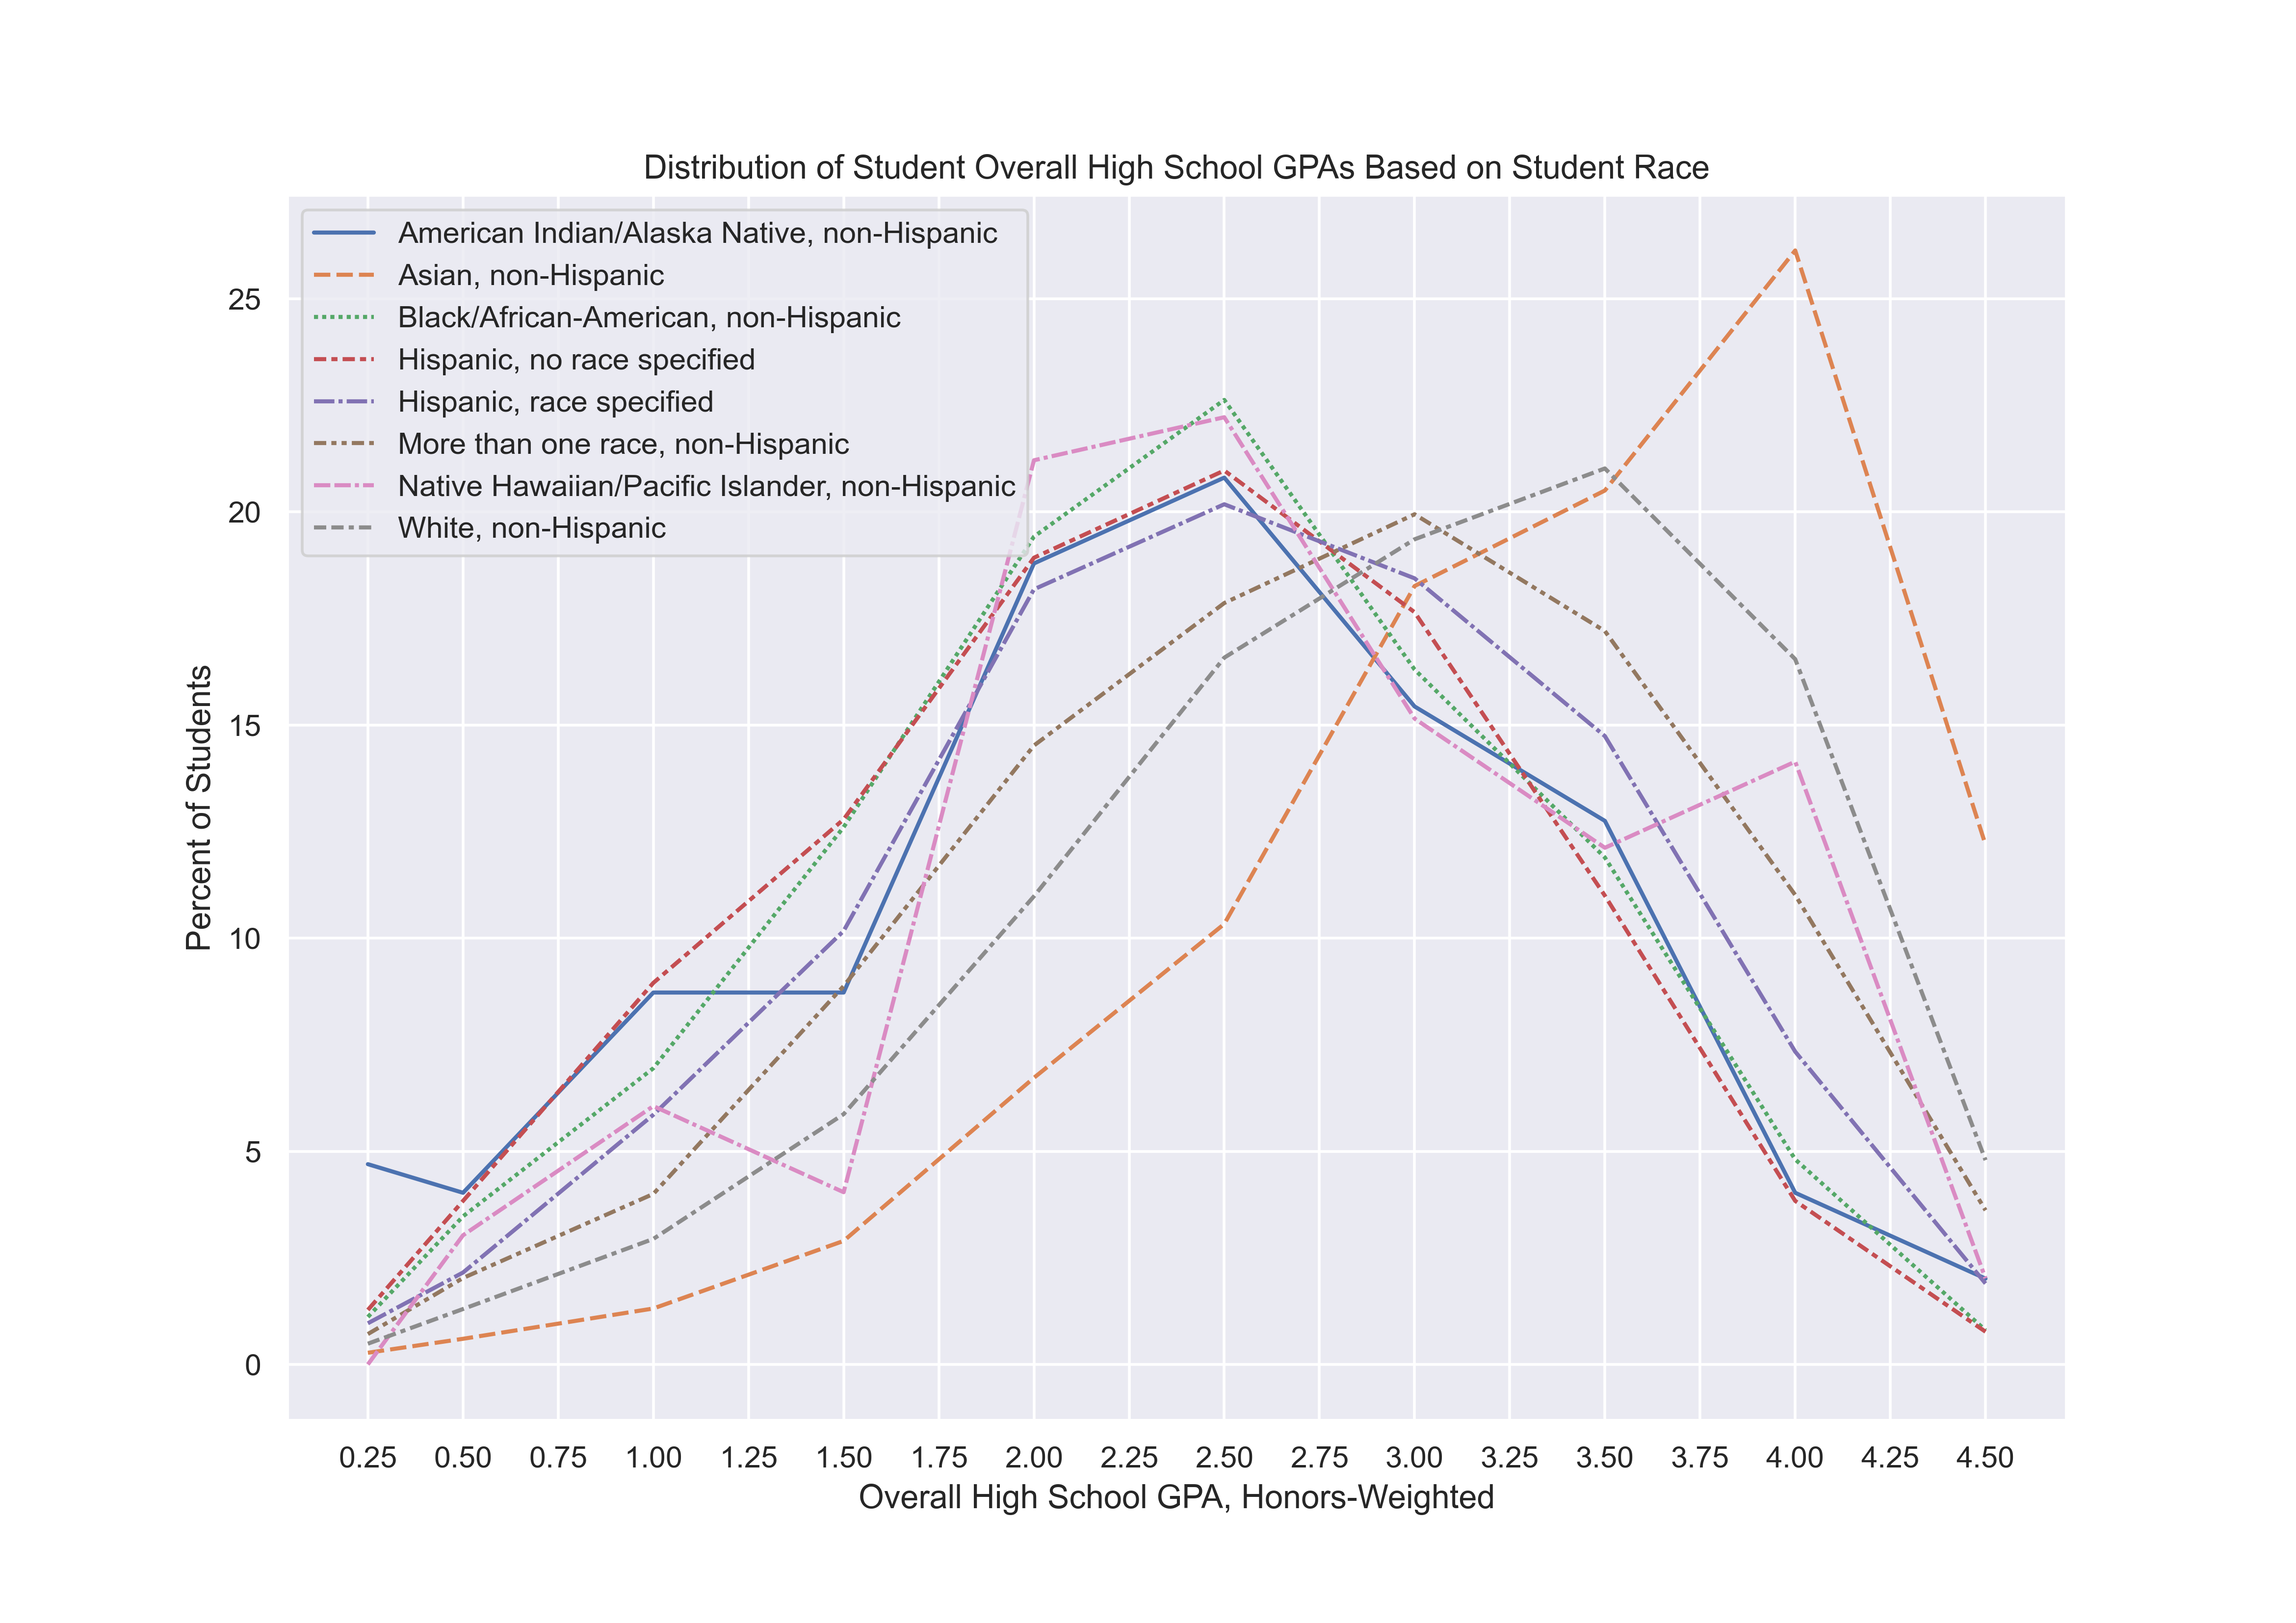 Distribution of Student Overall High School GPAs Based on Student Race
American Indian/Alaska Native, non-Hispanic
Asian, non-Hispanic
Black/African-American, non-Hispanic
Hispanic, no race specified
Hispanic, race specified
More than one race, non-Hispanic
Native Hawaiian/Pacific Islander, non-Hispanic
White, non-Hispanic
Percent of Students
25
20
15
10
5
0
0.25 0.50 0.75 1.00 1.25 1.50 1.75 2.00 2.25 2.50 2.75 3.00 3.25 3.50 3.75 4.00 4.25 4.50
Overall High School GPA, Honors-Weighted